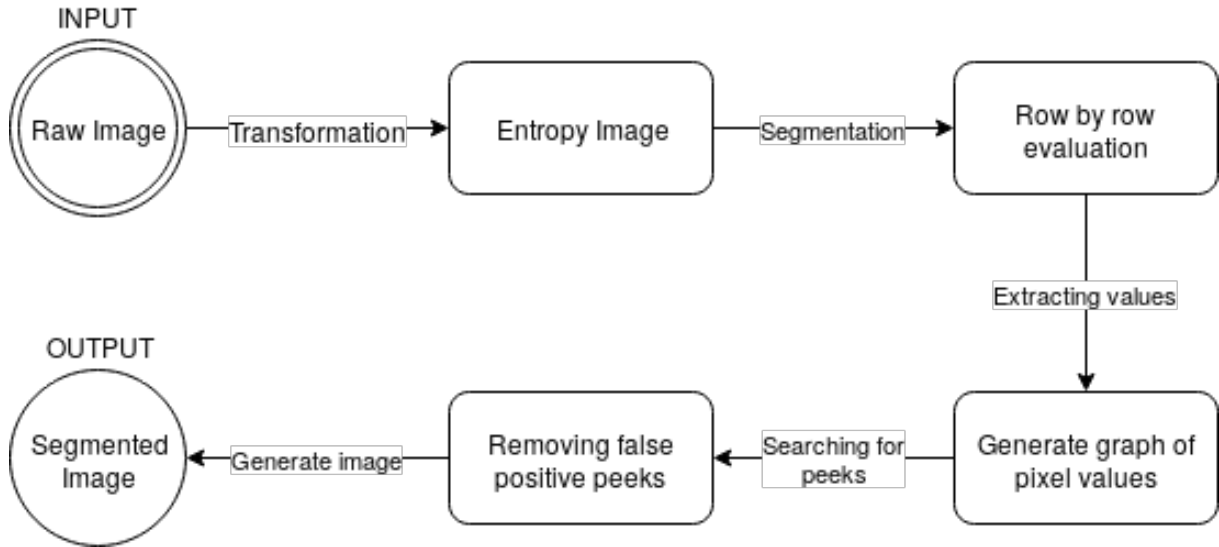 INPUT
Raw Image
Transformation
Entropy Image
Segmentation
Row by row
evaluation
Extracting values
Generate graph of
pixel values
Searching for
peeks
Removing false
positive peeks
Generate image
OUTPUT
Segmented
Image